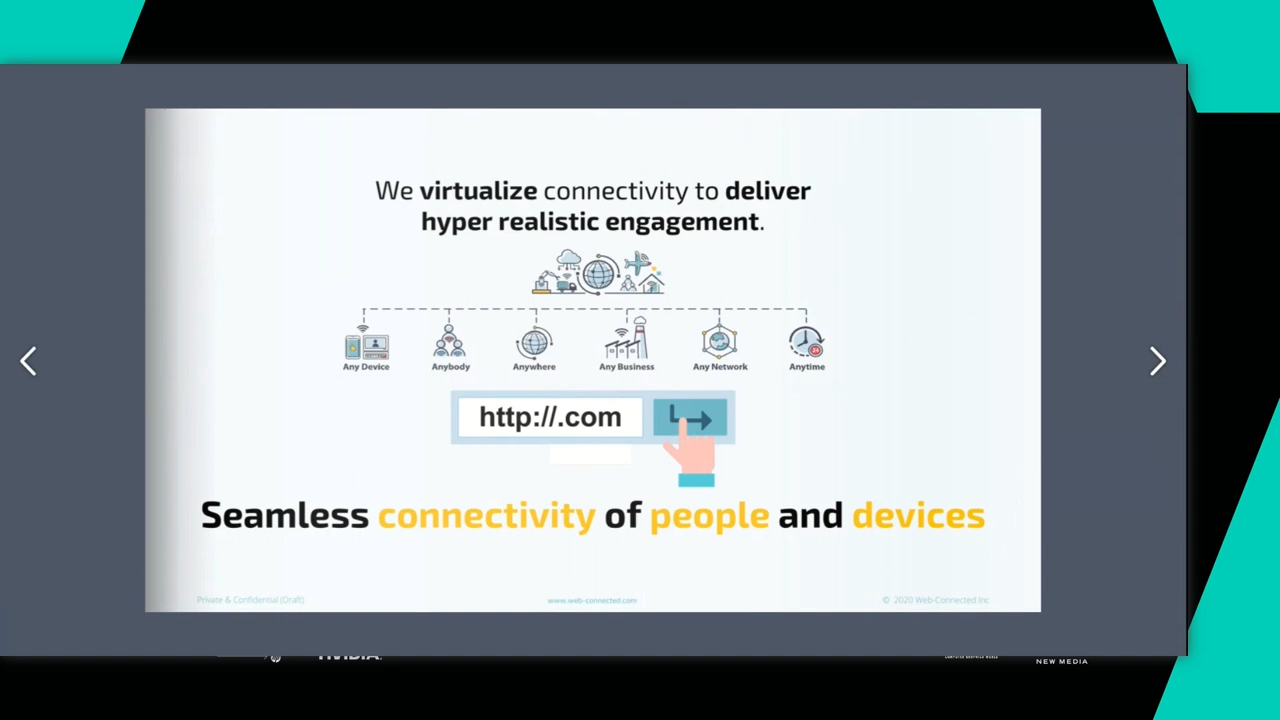 We virtualize connectivity to deliver
hyper realistic engagement.
Any Device Anybody Anywhere Any Business Any Network Anytime
http://.com
Seamless connectivity of people and devices
Private & Confidential (Draft) www.web-connected.com © 2020 Web-Connected Inc
NVIDIA.
NEW MEDIA